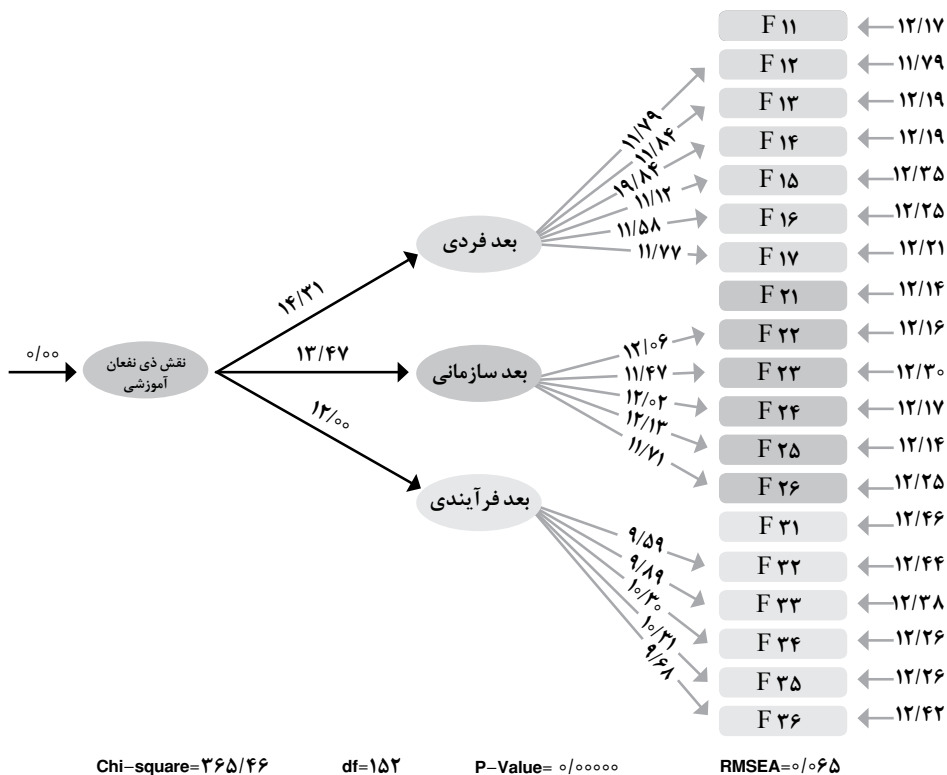 F ۱۱ ۱۲/۱۷
F ۱۲ ۱۱/۷۹
F ۱۳ ۱۲/۱۹
F ۱۴ ۱۲/۱۹
F ۱۵ ۱۲/۳۵
F ۱۶ ۱۲/۲۵
F ۱۷ ۱۲/۲۱
F ۲۱ ۱۲/۱۴
F ۲۲ ۱۲/۱۶
F ۲۳ ۱۲/۳۰
F ۲۴ ۱۲/۱۷
F ۲۵ ۱۲/۱۴
F ۲۶ ۱۲/۲۵
F ۳۱ ۱۲/۴۶
F ۳۲ ۱۲/۴۴
F ۳۳ ۱۲/۳۸
F ۳۴ ۱۲/۲۶
F ۳۵ ۱۲/۲۶
F ۳۶ ۱۲/۴۲
۱۱/۷۹
۱۱/۸۴
۱۹/۸۴
۱۱/۱۲
۱۱/۵۸
۱۱/۷۷
بعد فردی
۱۴/۳۱
۱۲/۰۶
۱۱/۴۷
۱۲/۰۲
۱۲/۱۳
۱۱/۷۱
بعد سازمانی
۱۳/۴۷
۰/۰۰
نقش ذی نفعان
آموزشی
۱۲/۰۰
بعد فرآیندی
۹/۵۹
۹/۸۹
۱۰/۳۰
۱۰/۳۱
۹/۶۸
Chi-square=۳۶۵/۴۶ df=۱۵۲ P-Value= ۰/۰۰۰۰۰ RMSEA=۰/۰۶۵